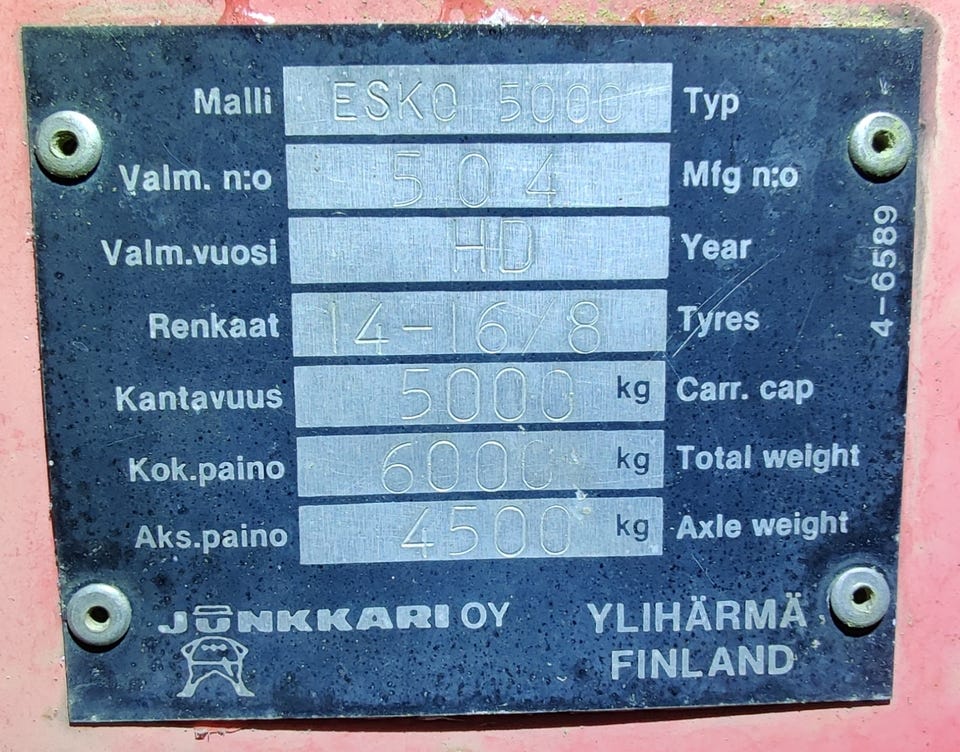 Malli ESKO 5000 Typ
Valm. n:o 504 Mfg n:o
Valm.vuosi HD Year
Renkaat 14-16/8 Tyres
Kantavuus 5000 kg Carr. cap
Kok.paino 6000 kg Total weight
Aks.paino 4500 kg Axle weight
JUNKKARI OY YLIHÄRMÄ
FINLAND
4-6589